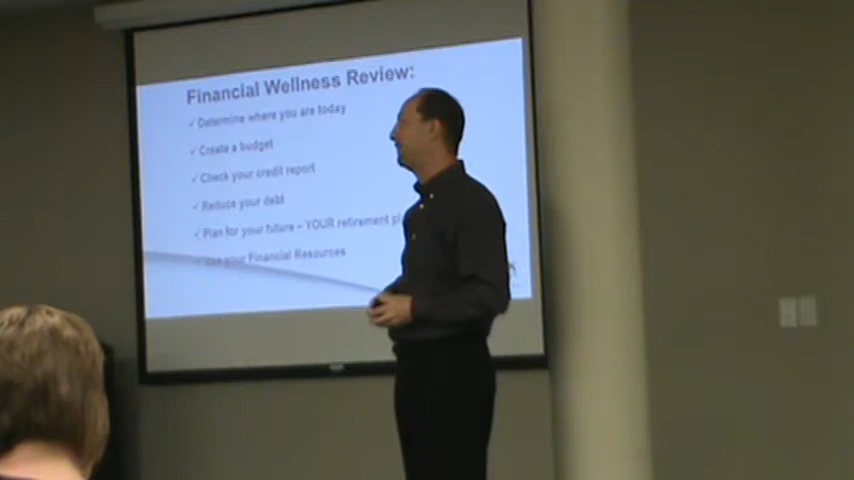 Financial Wellness Review:
✓ Determine where you are today
✓ Create a budget
✓ Check your credit report
✓ Reduce your debt
✓ Plan for your future – YOUR retirement
your Financial Resources